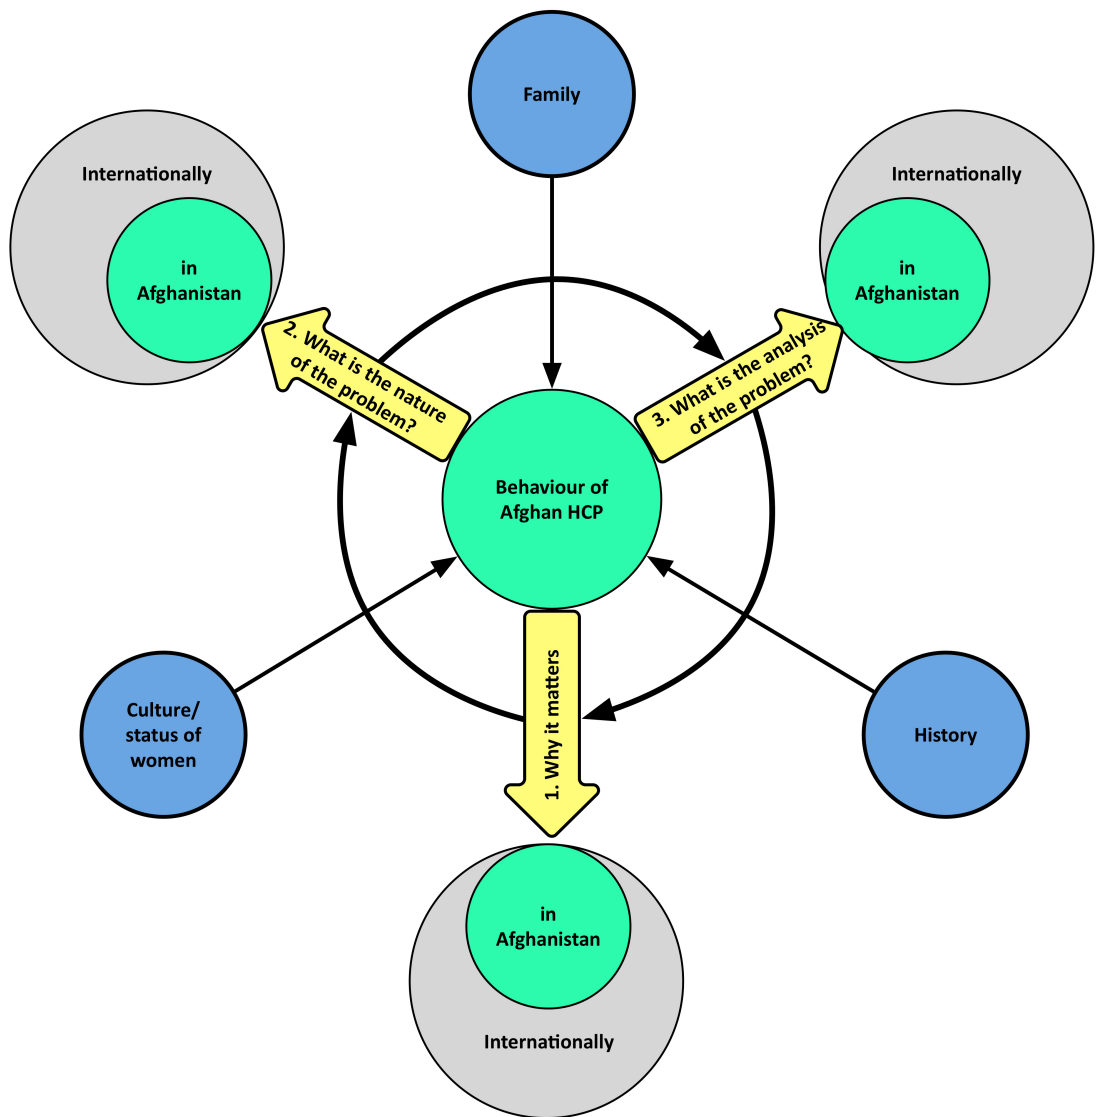 Family
Internationally
in
Afghanistan
Internationally
in
Afghanistan
2. What is the nature
of the problem?
3. What is the analysis
of the problem?
Behaviour of
Afghan HCP
Culture/
status of
women
1. Why it matters
History
in
Afghanistan
Internationally